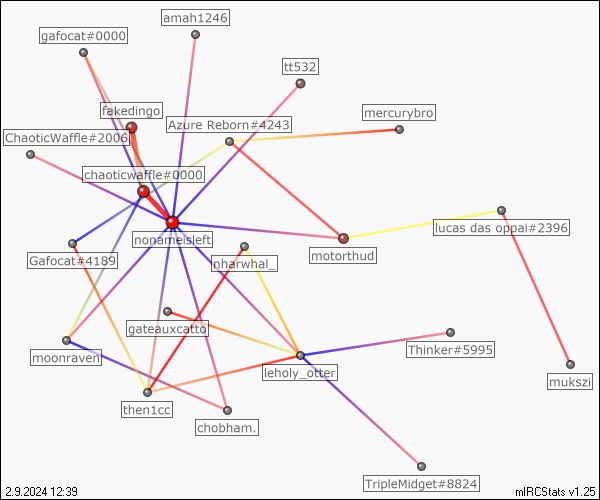 amah1246
gafocat#0000
tt532
fakedingo
mercurybro
Azure Reborn#4243
ChaoticWaffle#2006
chaoticwaffle#0000
lucas das oppai#2396
nonameisleft
motorthud
Gafocat#4189
nharwhal_
gateauxcatto
Thinker#5995
moonraven
leholy_otter
mukszi
then1cc
chobham.
TripleMidget#8824
2.9.2024 12:39
mIRCStats v1.25